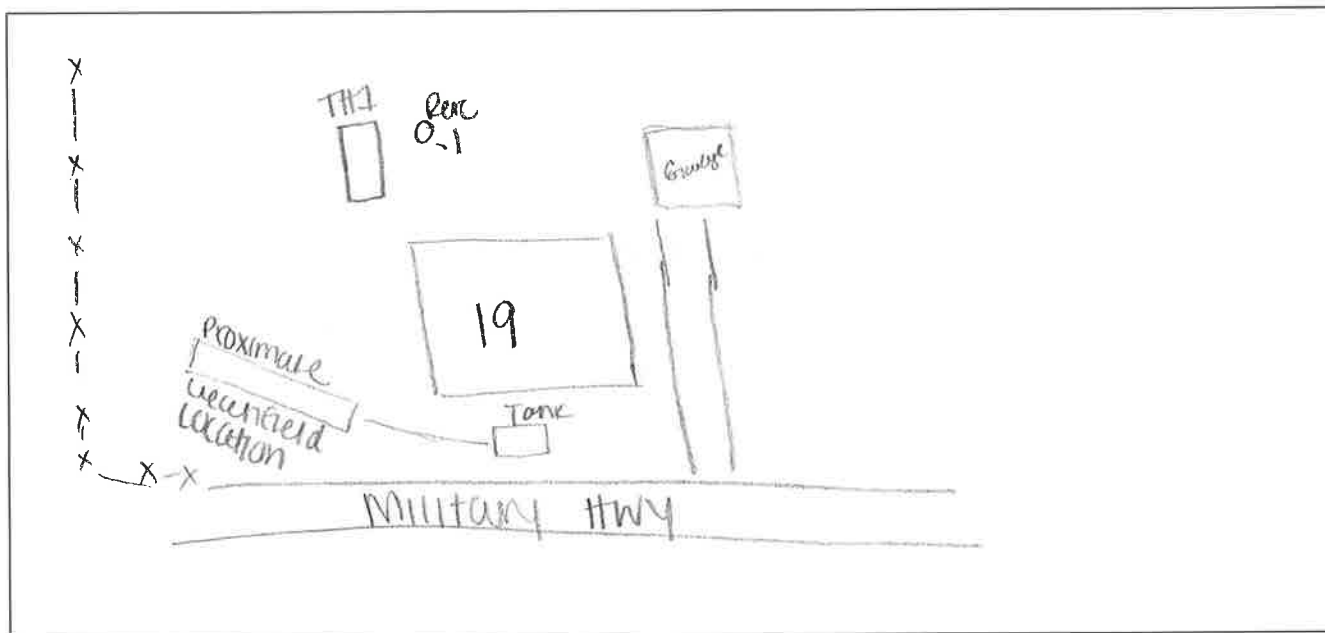 TH1
Perc
0-1
Garage
19
Proximate
Leachfield
Location
Tank
Military Hwy